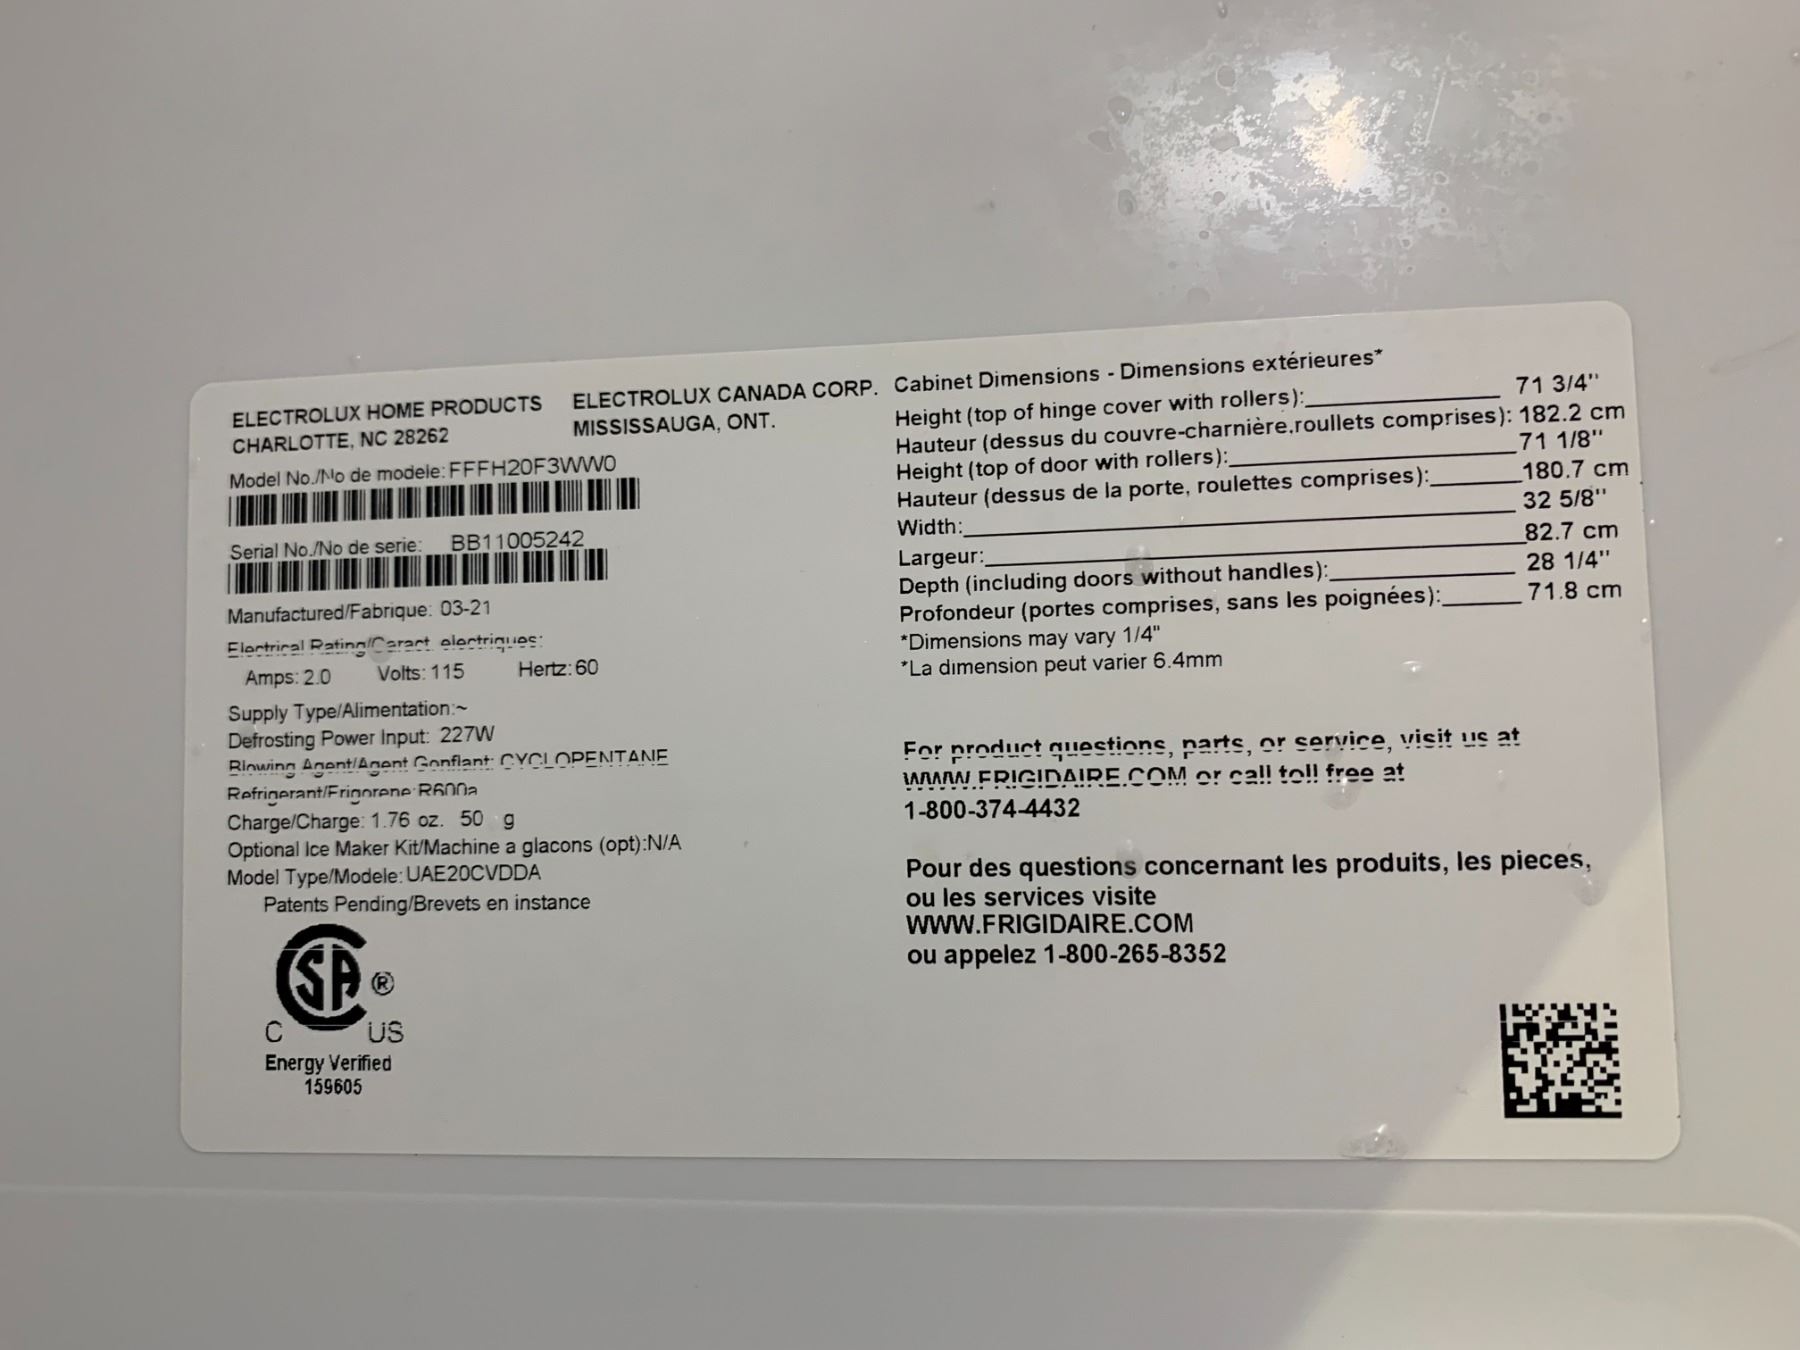 ELECTROLUX HOME PRODUCTS
CHARLOTTE, NC 28262
ELECTROLUX CANADA CORP.
MISSISSAUGA, ONT.
Model No./No de modele: FFFH20F3WW0
Serial No./No de serie: BB11005242
Manufactured/Fabrique: 03-21
Electrical Rating/Caract. electriques:
Amps: 2.0 Volts: 115 Hertz: 60
Supply Type/Alimentation:~
Defrosting Power Input: 227W
Blowing Agent/Agent Gonflant: CYCLOPENTANE
Refrigerant/Frigorene: R600a
Charge/Charge: 1.76 oz. 50 g
Optional Ice Maker Kit/Machine a glacons (opt):N/A
Model Type/Modele: UAE20CVDDA
Patents Pending/Brevets en instance
CSA ®
C US
Energy Verified
159605
Cabinet Dimensions - Dimensions extérieures*
Height (top of hinge cover with rollers): 71 3/4"
Hauteur (dessus du couvre-charnière,roullets comprises): 182.2 cm
Height (top of door with rollers): 71 1/8"
Hauteur (dessus de la porte, roulettes comprises): 180.7 cm
Width: 32 5/8"
Largeur: 82.7 cm
Depth (including doors without handles): 28 1/4"
Profondeur (portes comprises, sans les poignées): 71.8 cm
*Dimensions may vary 1/4"
*La dimension peut varier 6.4mm
For product questions, parts, or service, visit us at
WWW.FRIGIDAIRE.COM or call toll free at
1-800-374-4432
Pour des questions concernant les produits, les pieces,
ou les services visite
WWW.FRIGIDAIRE.COM
ou appelez 1-800-265-8352